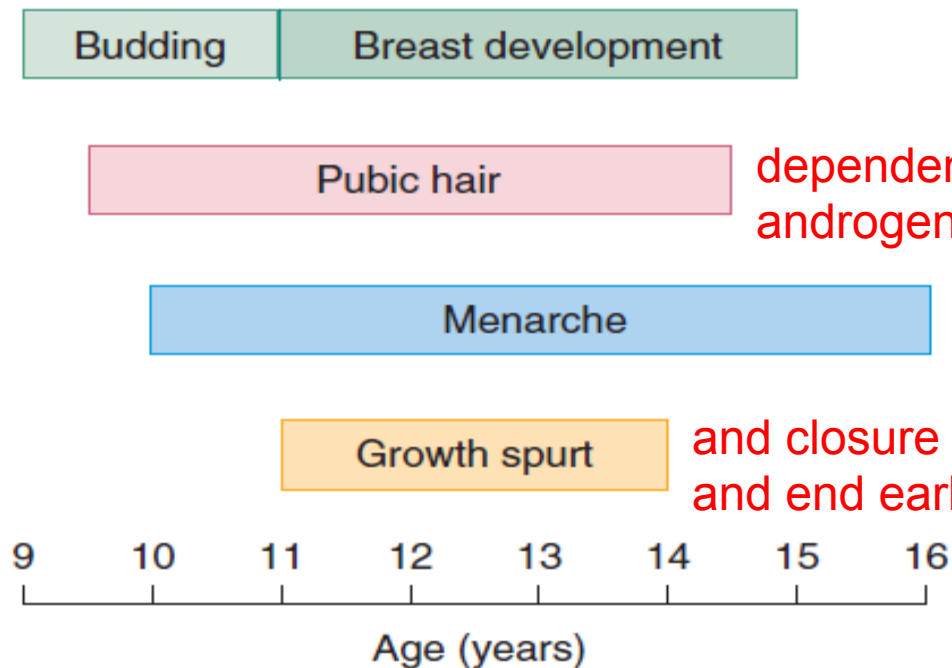 Budding Breast development
Pubic hair
androgen
Menarche
Growth spurt
and closure
and end
9 10 11 12 13 14 15 16
Age (years)